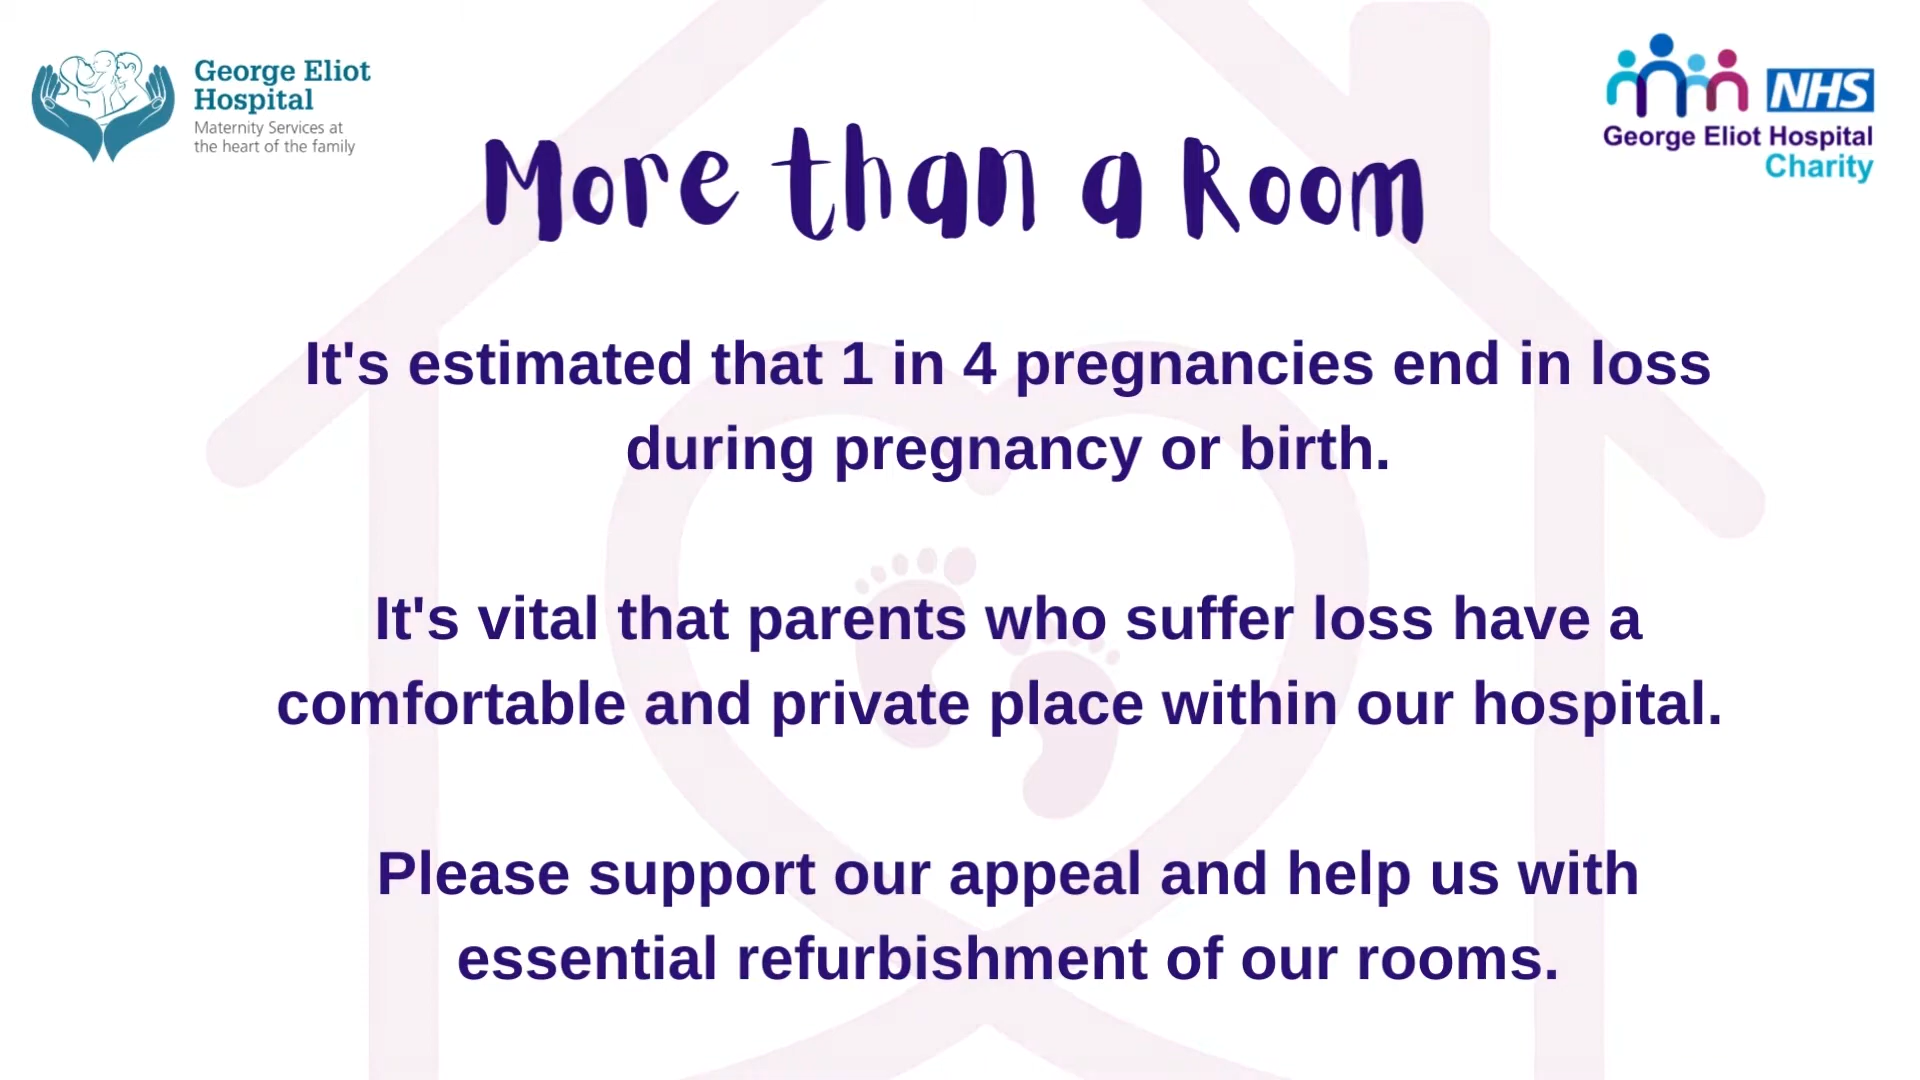 George Eliot
Hospital
Maternity Services at
the heart of the family
NHS
George Eliot Hospital
Charity
More than a Room
It's estimated that 1 in 4 pregnancies end in loss
during pregnancy or birth.
It's vital that parents who suffer loss have a
comfortable and private place within our hospital.
Please support our appeal and help us with
essential refurbishment of our rooms.